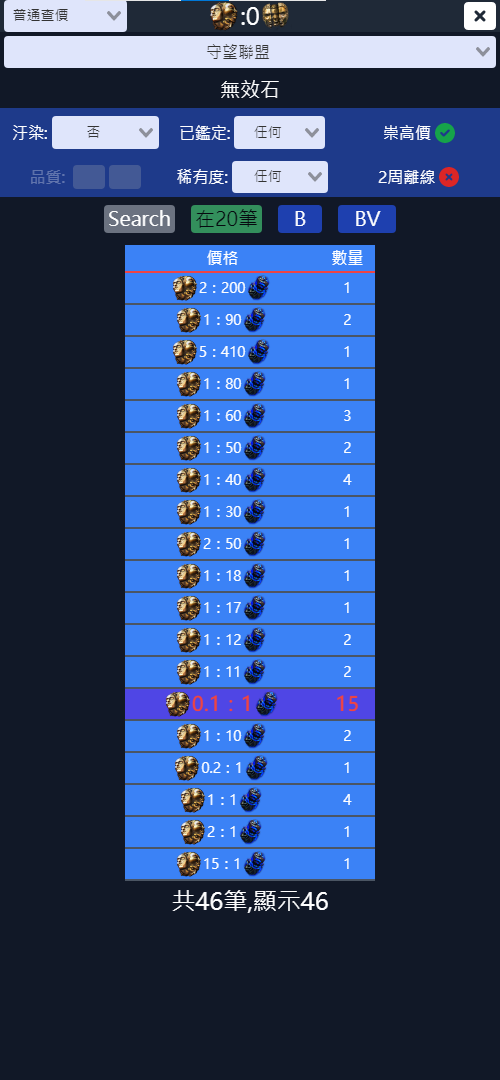 普通查價 :0
守望聯盟
無效石
汙染: 否 已鑑定: 任何 崇高價
品質: 稀有度: 任何 2周離線
Search 在20筆 B BV
價格 數量
2 : 200 1
1 : 90 2
5 : 410 1
1 : 80 1
1 : 60 3
1 : 50 2
1 : 40 4
1 : 30 1
2 : 50 1
1 : 18 1
1 : 17 1
1 : 12 2
1 : 11 2
0.1 : 1 15
1 : 10 2
0.2 : 1 1
1 : 1 4
2 : 1 1
15 : 1 1
共46筆,顯示46